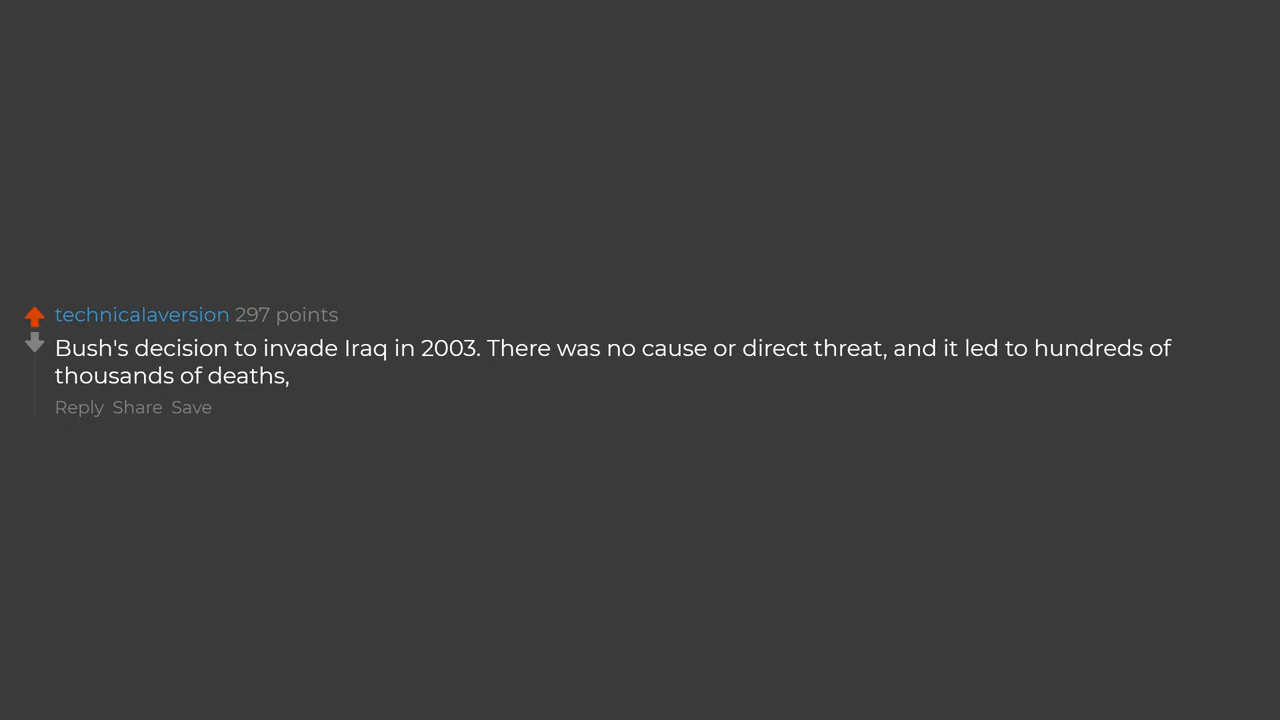 technicalaversion 297 points
Bush's decision to invade Iraq in 2003. There was no cause or direct threat, and it led to hundreds of
thousands of deaths,
Reply Share Save